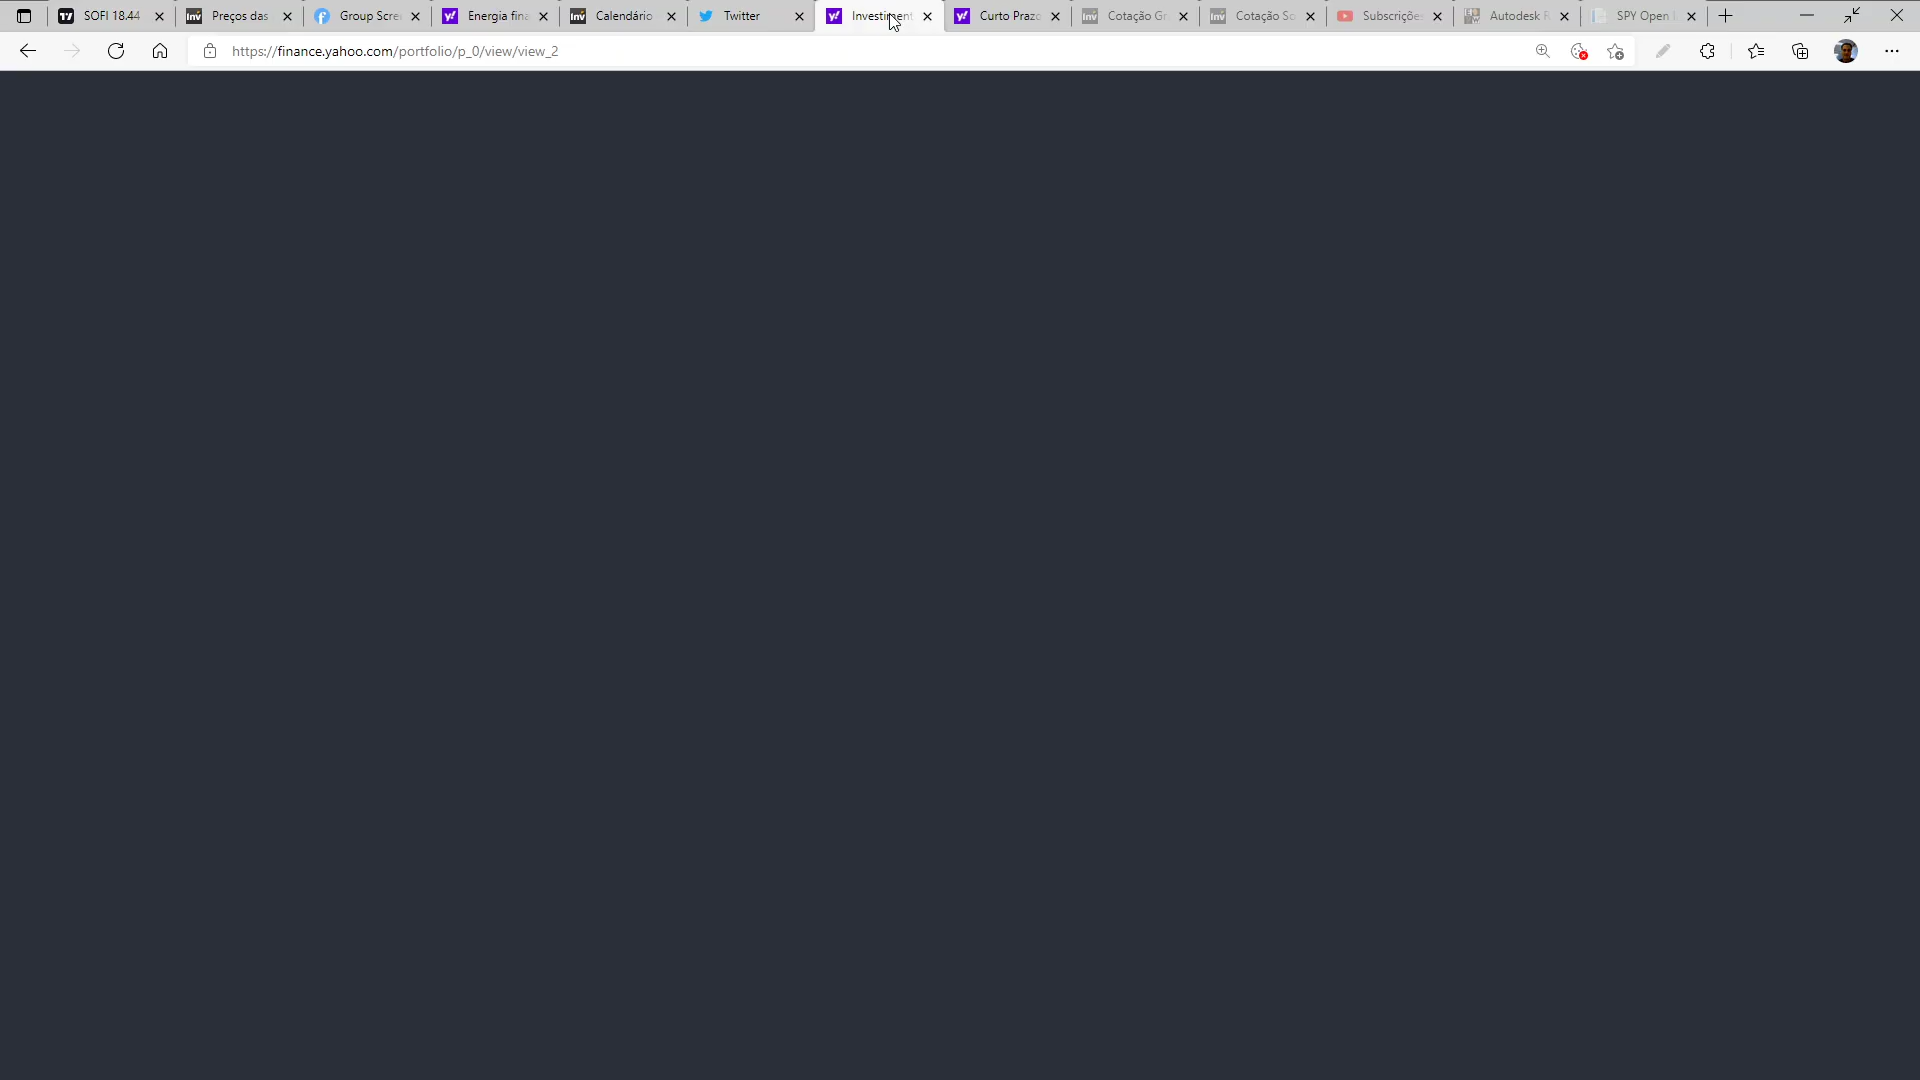 SOFI 18.44
Preços das
Group Scre
Energia fin
Calendário
Twitter
Investiment
Curto Prazo
Cotação G
Cotação So
Subscriçõe
Autodesk
SPY Open
https://finance.yahoo.com/portfolio/p_0/view/view_2